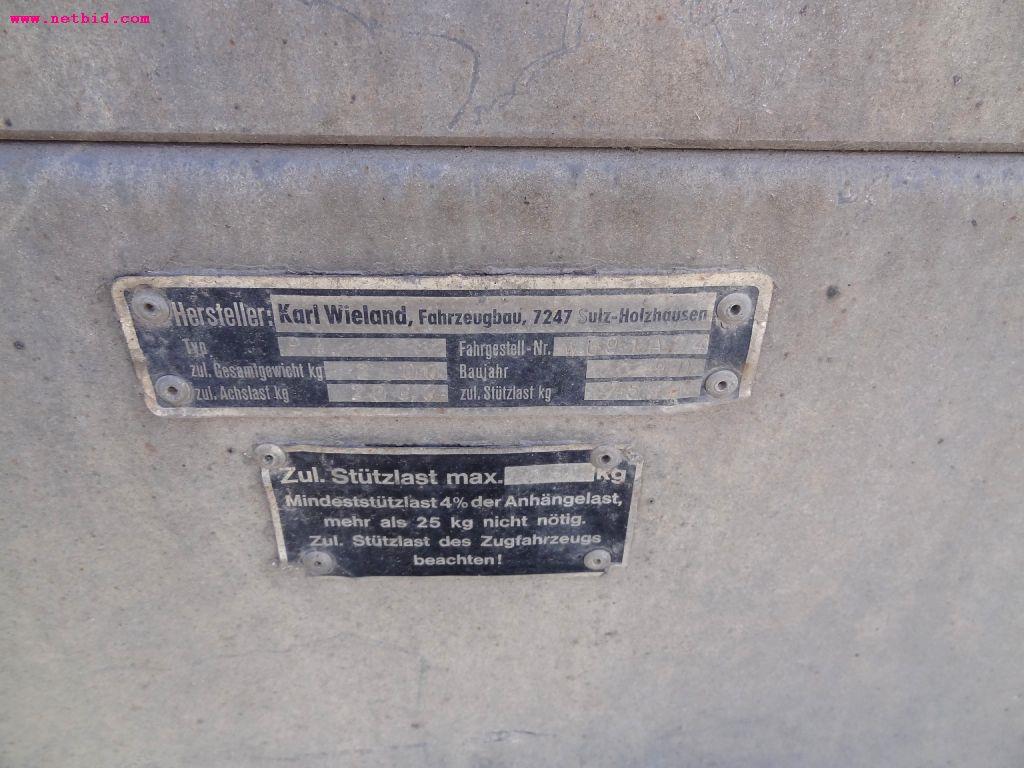 www.netbid.com
Hersteller: Karl Wieland, Fahrzeugbau, 7247 Sulz-Holzhausen
Typ Fahrgestell-Nr.
zul. Gesamtgewicht kg Baujahr
zul. Achslast kg zul. Stützlast kg
Zul. Stützlast max. kg
Mindeststützlast 4% der Anhängelast,
mehr als 25 kg nicht nötig.
Zul. Stützlast des Zugfahrzeugs
beachten!